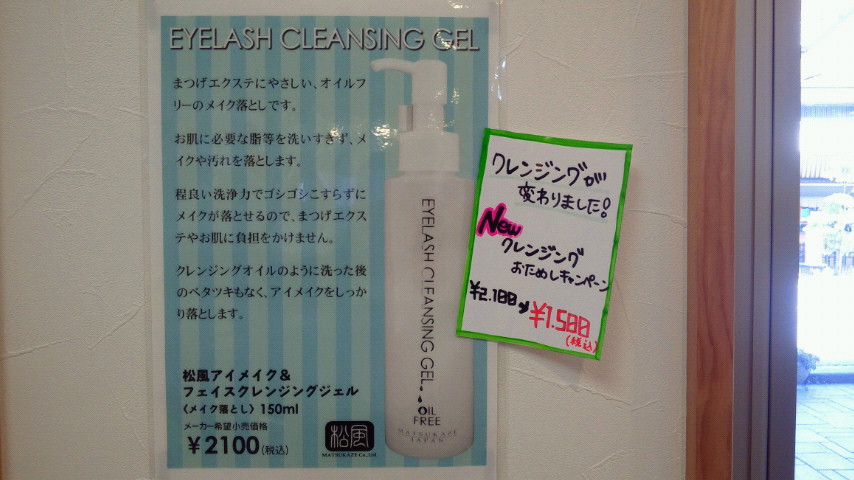 EYELASH CLEANSING GEL
まつげエクステにやさしい、オイルフ
リーのメイク落としです。
お肌に必要な脂等を洗いすぎず、メ
イクや汚れを落とします。
程良い洗浄力でゴシゴシこすらずに
メイクが落とせるので、まつげエクス
テやお肌に負担をかけません。
クレンジングオイルのように洗った後
のベタツキもなく、アイメイクをしっか
り落とします。
松風アイメイク&
フェイスクレンジングジェル
〈メイク落とし〉150ml
メーカー希望小売価格
¥2100(税込)
松風
MATSUKAZE Co.,Ltd.
EYELASH CLEANSING GEL
OIL
FREE
MATSUKAZE
JAPAN
クレンジングが
変わりました!
New
クレンジング
おためしキャンペーン
¥2.100
¥1.500
(税込)